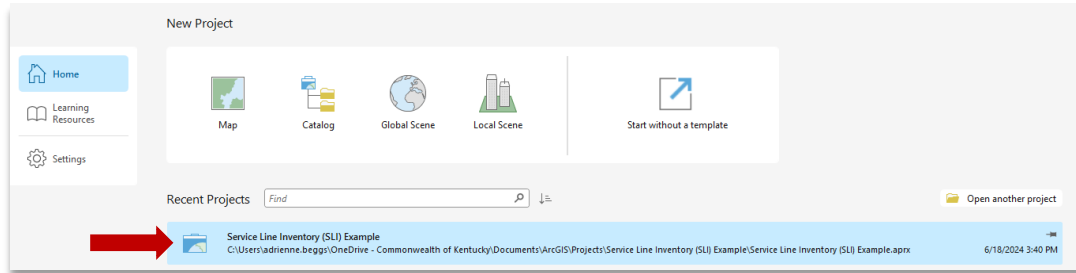 New Project
Home
Learning
Resources
Settings
Map
Catalog
Global Scene
Local Scene
Start without a template
Recent Projects
Find
Open another project
Service Line Inventory (SLI) Example
C:\Users\adrienne.beggs\OneDrive - Commonwealth of Kentucky\Documents\ArcGIS\Projects\Service Line Inventory (SLI) Example\Service Line Inventory (SLI) Example.aprx
6/18/2024 3:40 PM